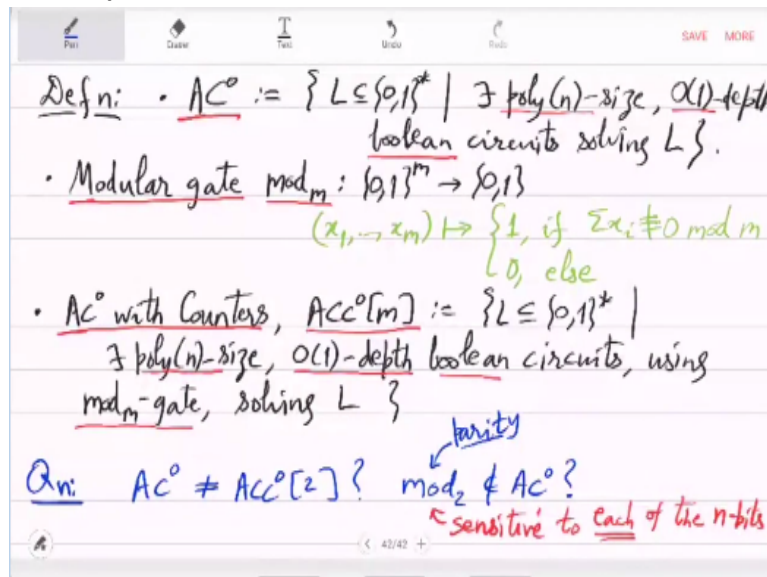 Pen Eraser Text Undo Redo SAVE MORE
Defn: · AC⁰ := { L ⊆ {0,1}* | ∃ poly(n)-size, O(1)-depth
boolean circuits solving L }.
· Modular gate mod_m : {0,1}^m → {0,1}
(x₁, .., x_m) ↦ { 1, if Σxᵢ ≢ 0 mod m
0, else
· AC⁰ with Counters, ACC⁰[m] := { L ⊆ {0,1}* |
∃ poly(n)-size, O(1)-depth boolean circuits, using
mod_m-gate, solving L }
parity
Qn: AC⁰ ≠ ACC⁰[2] ? mod₂ ∉ AC⁰ ?
sensitive to each of the n-bits
< 42/42 +